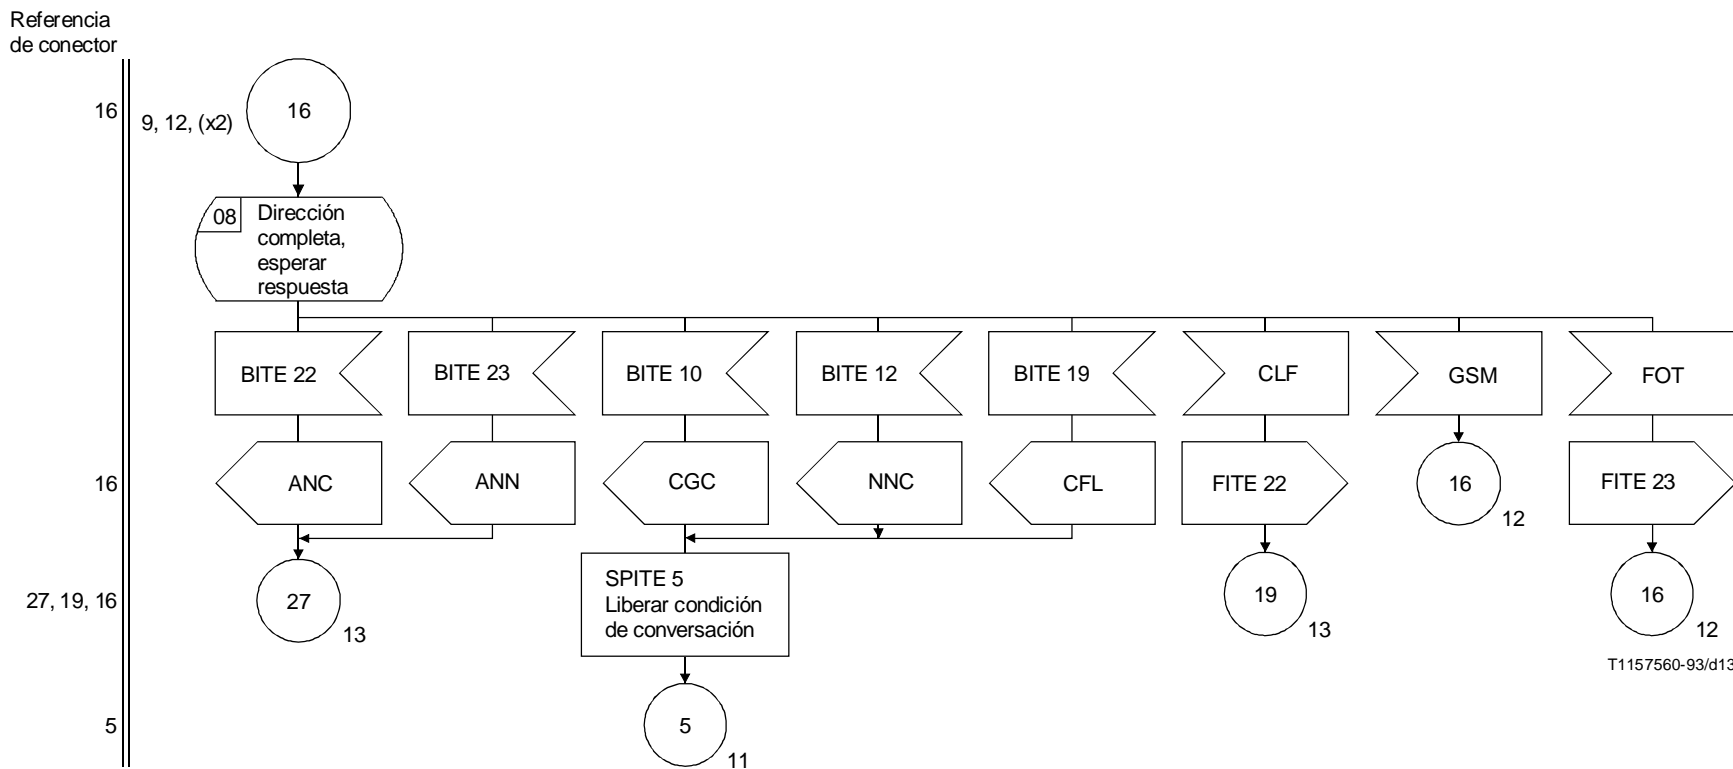 Referencia
de conector
16
9, 12, (x2)
16
08
Dirección
completa,
esperar
respuesta
BITE 22
BITE 23
BITE 10
BITE 12
BITE 19
CLF
GSM
FOT
16
ANC
ANN
CGC
NNC
CFL
FITE 22
16
12
FITE 23
27, 19, 16
27
13
SPITE 5
Liberar condición
de conversación
19
13
16
12
T1157560-93/d13
5
5
11